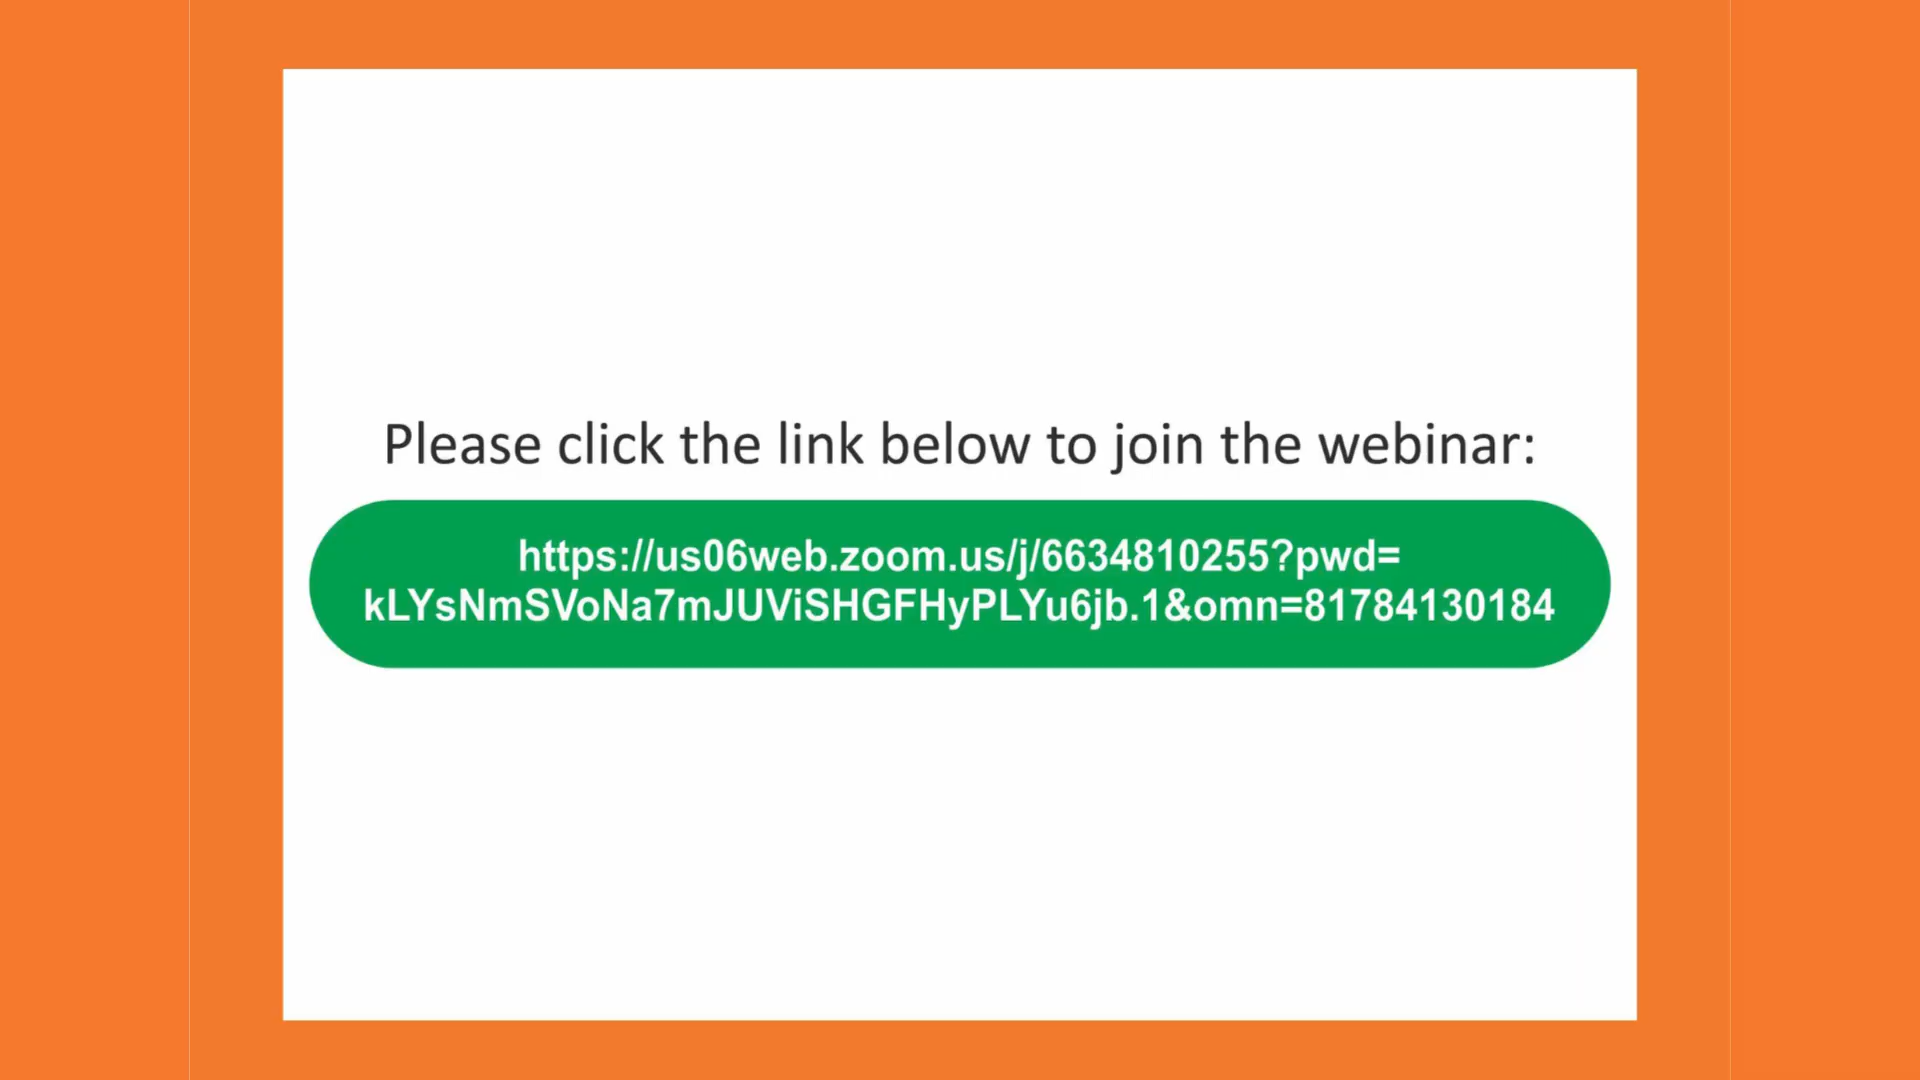 Please click the link below to join the webinar:
https://us06web.zoom.us/j/6634810255?pwd=
kLYsNmSVoNa7mJUViSHGFHyPLYu6jb.1&omn=81784130184